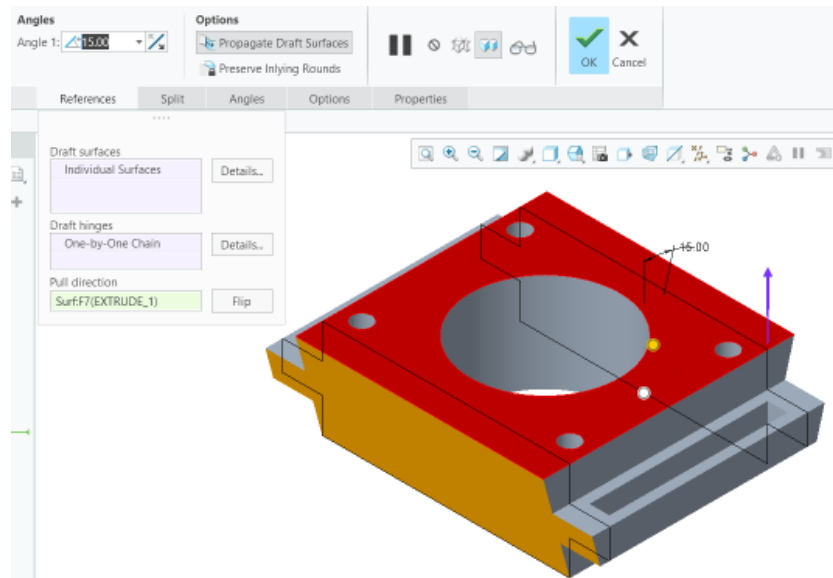 Angles
Options
Angle 1: 15.00
Propagate Draft Surfaces
Preserve Inlying Rounds
OK
Cancel
References
Split
Angles
Options
Properties
Draft surfaces
Individual Surfaces
Details...
Draft hinges
One-by-One Chain
Details...
Pull direction
Surf:F7(EXTRUDE_1)
Flip
15.00